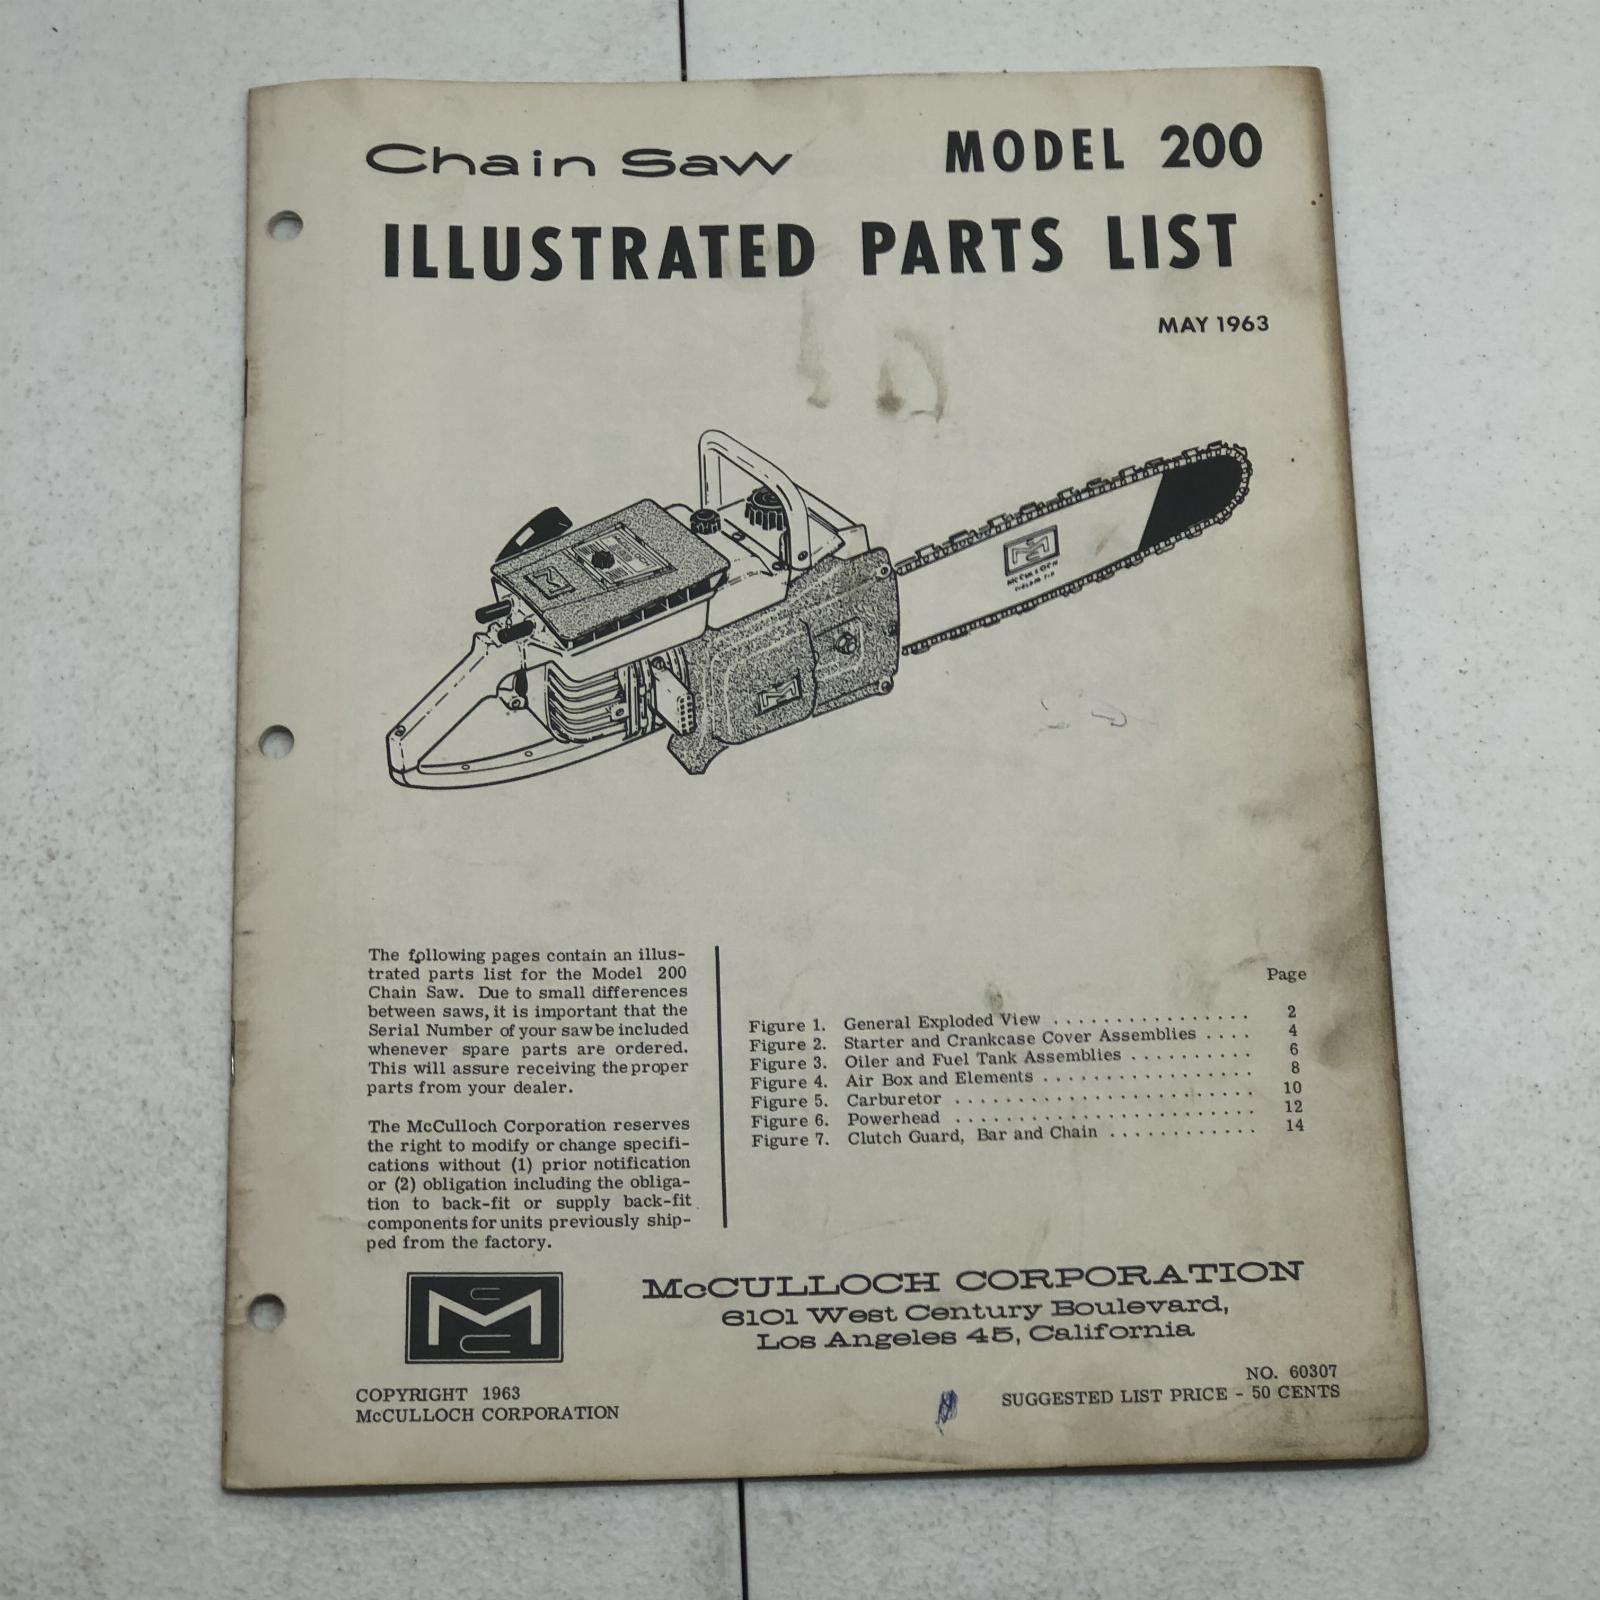 Chain Saw MODEL 200
ILLUSTRATED PARTS LIST
MAY 1963
McCULLOCH
The following pages contain an illus-
trated parts list for the Model 200
Chain Saw. Due to small differences
between saws, it is important that the
Serial Number of your saw be included
whenever spare parts are ordered.
This will assure receiving the proper
parts from your dealer.
The McCulloch Corporation reserves
the right to modify or change specifi-
cations without (1) prior notification
or (2) obligation including the obliga-
tion to back-fit or supply back-fit
components for units previously ship-
ped from the factory.
Page
Figure 1. General Exploded View . . . . . . . . . . . . . . . . 2
Figure 2. Starter and Crankcase Cover Assemblies . . . . 4
Figure 3. Oiler and Fuel Tank Assemblies . . . . . . . . . . 6
Figure 4. Air Box and Elements . . . . . . . . . . . . . . . . . 8
Figure 5. Carburetor . . . . . . . . . . . . . . . . . . . . . . . . 10
Figure 6. Powerhead . . . . . . . . . . . . . . . . . . . . . . . . 12
Figure 7. Clutch Guard, Bar and Chain . . . . . . . . . . . . 14
McCULLOCH CORPORATION
6101 West Century Boulevard,
Los Angeles 45, California
COPYRIGHT 1963
McCULLOCH CORPORATION
NO. 60307
SUGGESTED LIST PRICE - 50 CENTS